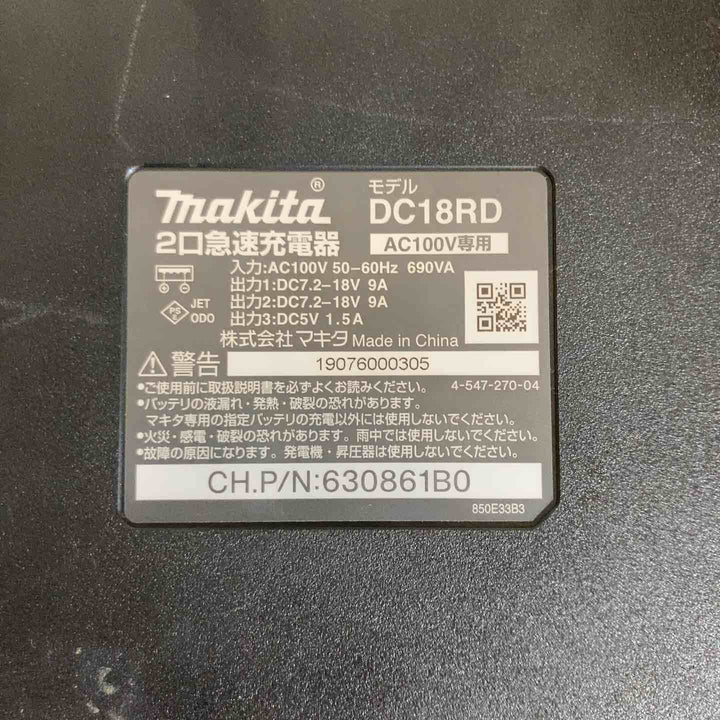 makita®
モデル
DC18RD
2口急速充電器
AC100V専用
入力:AC100V 50-60Hz 690VA
出力1:DC7.2-18V 9A
出力2:DC7.2-18V 9A
出力3:DC5V 1.5A
PS
E
JET
ODO
株式会社マキタ Made in China
警告
19076000305
•ご使用前に取扱説明書を必ずよくお読みください。
4-547-270-04
•バッテリの液漏れ・発熱・破裂の恐れがあります。
マキタ専用の指定バッテリの充電以外には使用しないでください。
•火災・感電・破裂の恐れがあります。雨中では使用しないでください。
•故障の原因になります。発電機・昇圧器は使用しないでください。
CH.P/N:630861B0
850E33B3